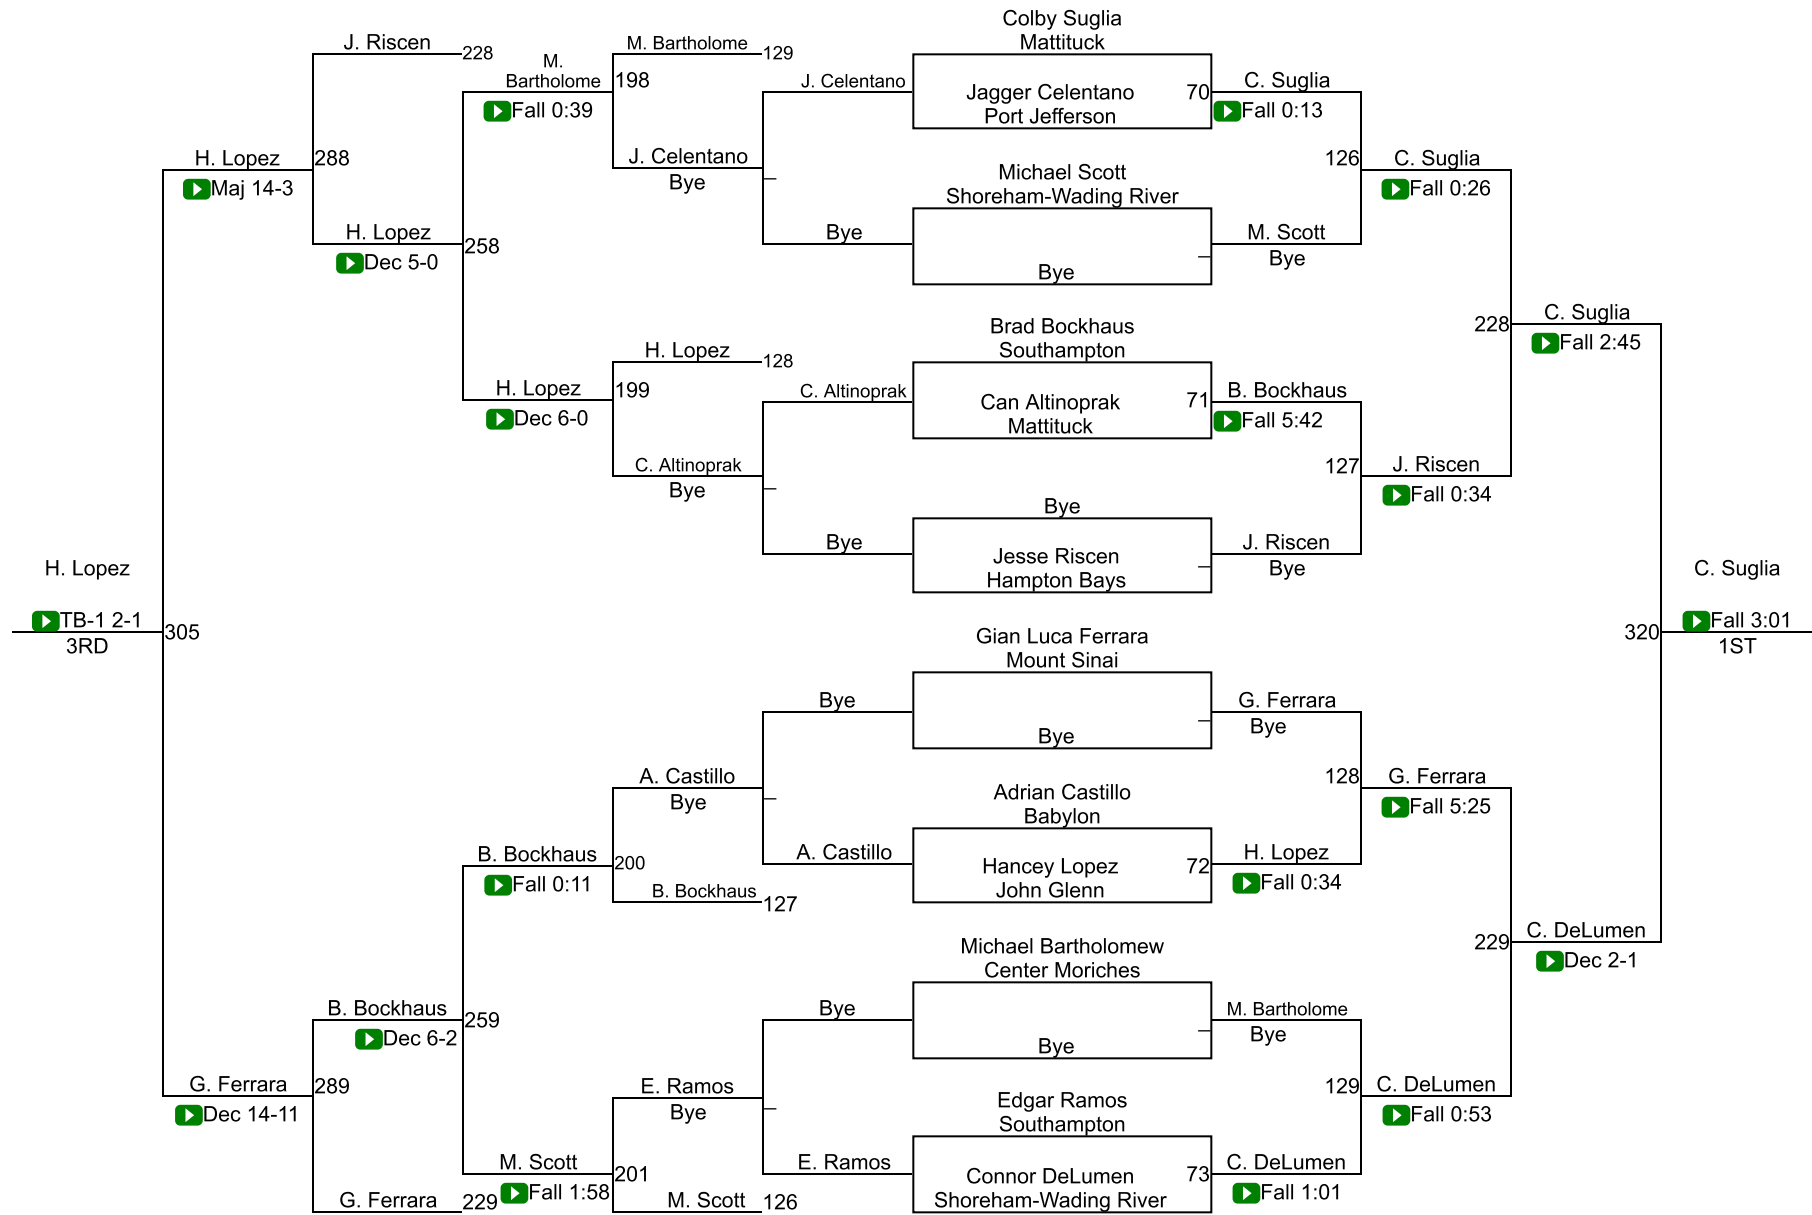 Colby Suglia
Mattituck
J. Riscen
228
M.
Bartholome
M. Bartholome
129
198
Fall 0:39
J. Celentano
Jagger Celentano
Port Jefferson
70
C. Suglia
Fall 0:13
H. Lopez
288
Maj 14-3
J. Celentano
Bye
Michael Scott
Shoreham-Wading River
126
C. Suglia
Fall 0:26
H. Lopez
258
Dec 5-0
Bye
Bye
M. Scott
Bye
Brad Bockhaus
Southampton
228
C. Suglia
Fall 2:45
H. Lopez
128
H. Lopez
199
Dec 6-0
C. Altinoprak
Can Altinoprak
Mattituck
71
B. Bockhaus
Fall 5:42
C. Altinoprak
Bye
127
J. Riscen
Fall 0:34
Bye
Bye
Jesse Riscen
Hampton Bays
J. Riscen
Bye
H. Lopez
TB-1 2-1
3RD
305
C. Suglia
320
Fall 3:01
1ST
Gian Luca Ferrara
Mount Sinai
Bye
Bye
G. Ferrara
Bye
A. Castillo
Bye
Adrian Castillo
Babylon
128
G. Ferrara
Fall 5:25
B. Bockhaus
200
Fall 0:11
A. Castillo
Hancey Lopez
John Glenn
72
H. Lopez
Fall 0:34
B. Bockhaus
127
Michael Bartholomew
Center Moriches
229
C. DeLumen
Dec 2-1
B. Bockhaus
259
Dec 6-2
Bye
Bye
M. Bartholome
Bye
G. Ferrara
289
Dec 14-11
E. Ramos
Bye
Edgar Ramos
Southampton
129
C. DeLumen
Fall 0:53
M. Scott
201
Fall 1:58
E. Ramos
Connor DeLumen
Shoreham-Wading River
73
C. DeLumen
Fall 1:01
G. Ferrara
229
M. Scott
126